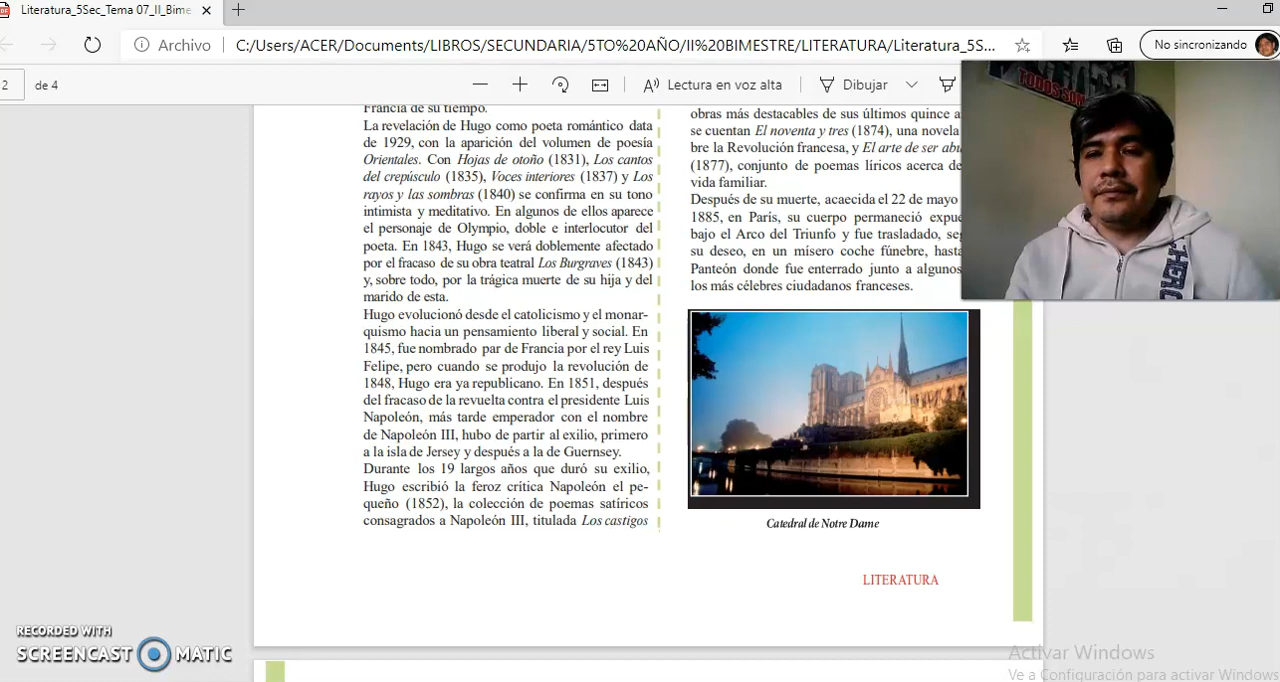 Literatura_5Sec_Tema 07_II_Bime
Archivo
C:/Users/ACER/Documents/LIBROS/SECUNDARIA/5TO%20AÑO/II%20BIMESTRE/LITERATURA/Literatura_5S...
No sincronizando
2 de 4
Lectura en voz alta
Dibujar
TODOS SOM
Francia de su tiempo.
La revelación de Hugo como poeta romántico data
de 1929, con la aparición del volumen de poesía
Orientales. Con Hojas de otoño (1831), Los cantos
del crepúsculo (1835), Voces interiores (1837) y Los
rayos y las sombras (1840) se confirma en su tono
intimista y meditativo. En algunos de ellos aparece
el personaje de Olympio, doble e interlocutor del
poeta. En 1843, Hugo se verá doblemente afectado
por el fracaso de su obra teatral Los Burgraves (1843)
y, sobre todo, por la trágica muerte de su hija y del
marido de esta.
Hugo evolucionó desde el catolicismo y el monar-
quismo hacia un pensamiento liberal y social. En
1845, fue nombrado par de Francia por el rey Luis
Felipe, pero cuando se produjo la revolución de
1848, Hugo era ya republicano. En 1851, después
del fracaso de la revuelta contra el presidente Luis
Napoleón, más tarde emperador con el nombre
de Napoleón III, hubo de partir al exilio, primero
a la isla de Jersey y después a la de Guernsey.
Durante los 19 largos años que duró su exilio,
Hugo escribió la feroz crítica Napoleón el pe-
queño (1852), la colección de poemas satíricos
consagrados a Napoleón III, titulada Los castigos
obras más destacables de sus últimos quince a
se cuentan El noventa y tres (1874), una novela
bre la Revolución francesa, y El arte de ser abu
(1877), conjunto de poemas líricos acerca de
vida familiar.
Después de su muerte, acaecida el 22 de mayo
1885, en París, su cuerpo permaneció expue
bajo el Arco del Triunfo y fue trasladado, seg
su deseo, en un mísero coche fúnebre, hasta
Panteón donde fue enterrado junto a algunos
los más célebres ciudadanos franceses.
Catedral de Notre Dame
LITERATURA
RECORDED WITH
SCREENCAST MATIC
Activar Windows
Ve a Configuración para activar Windows